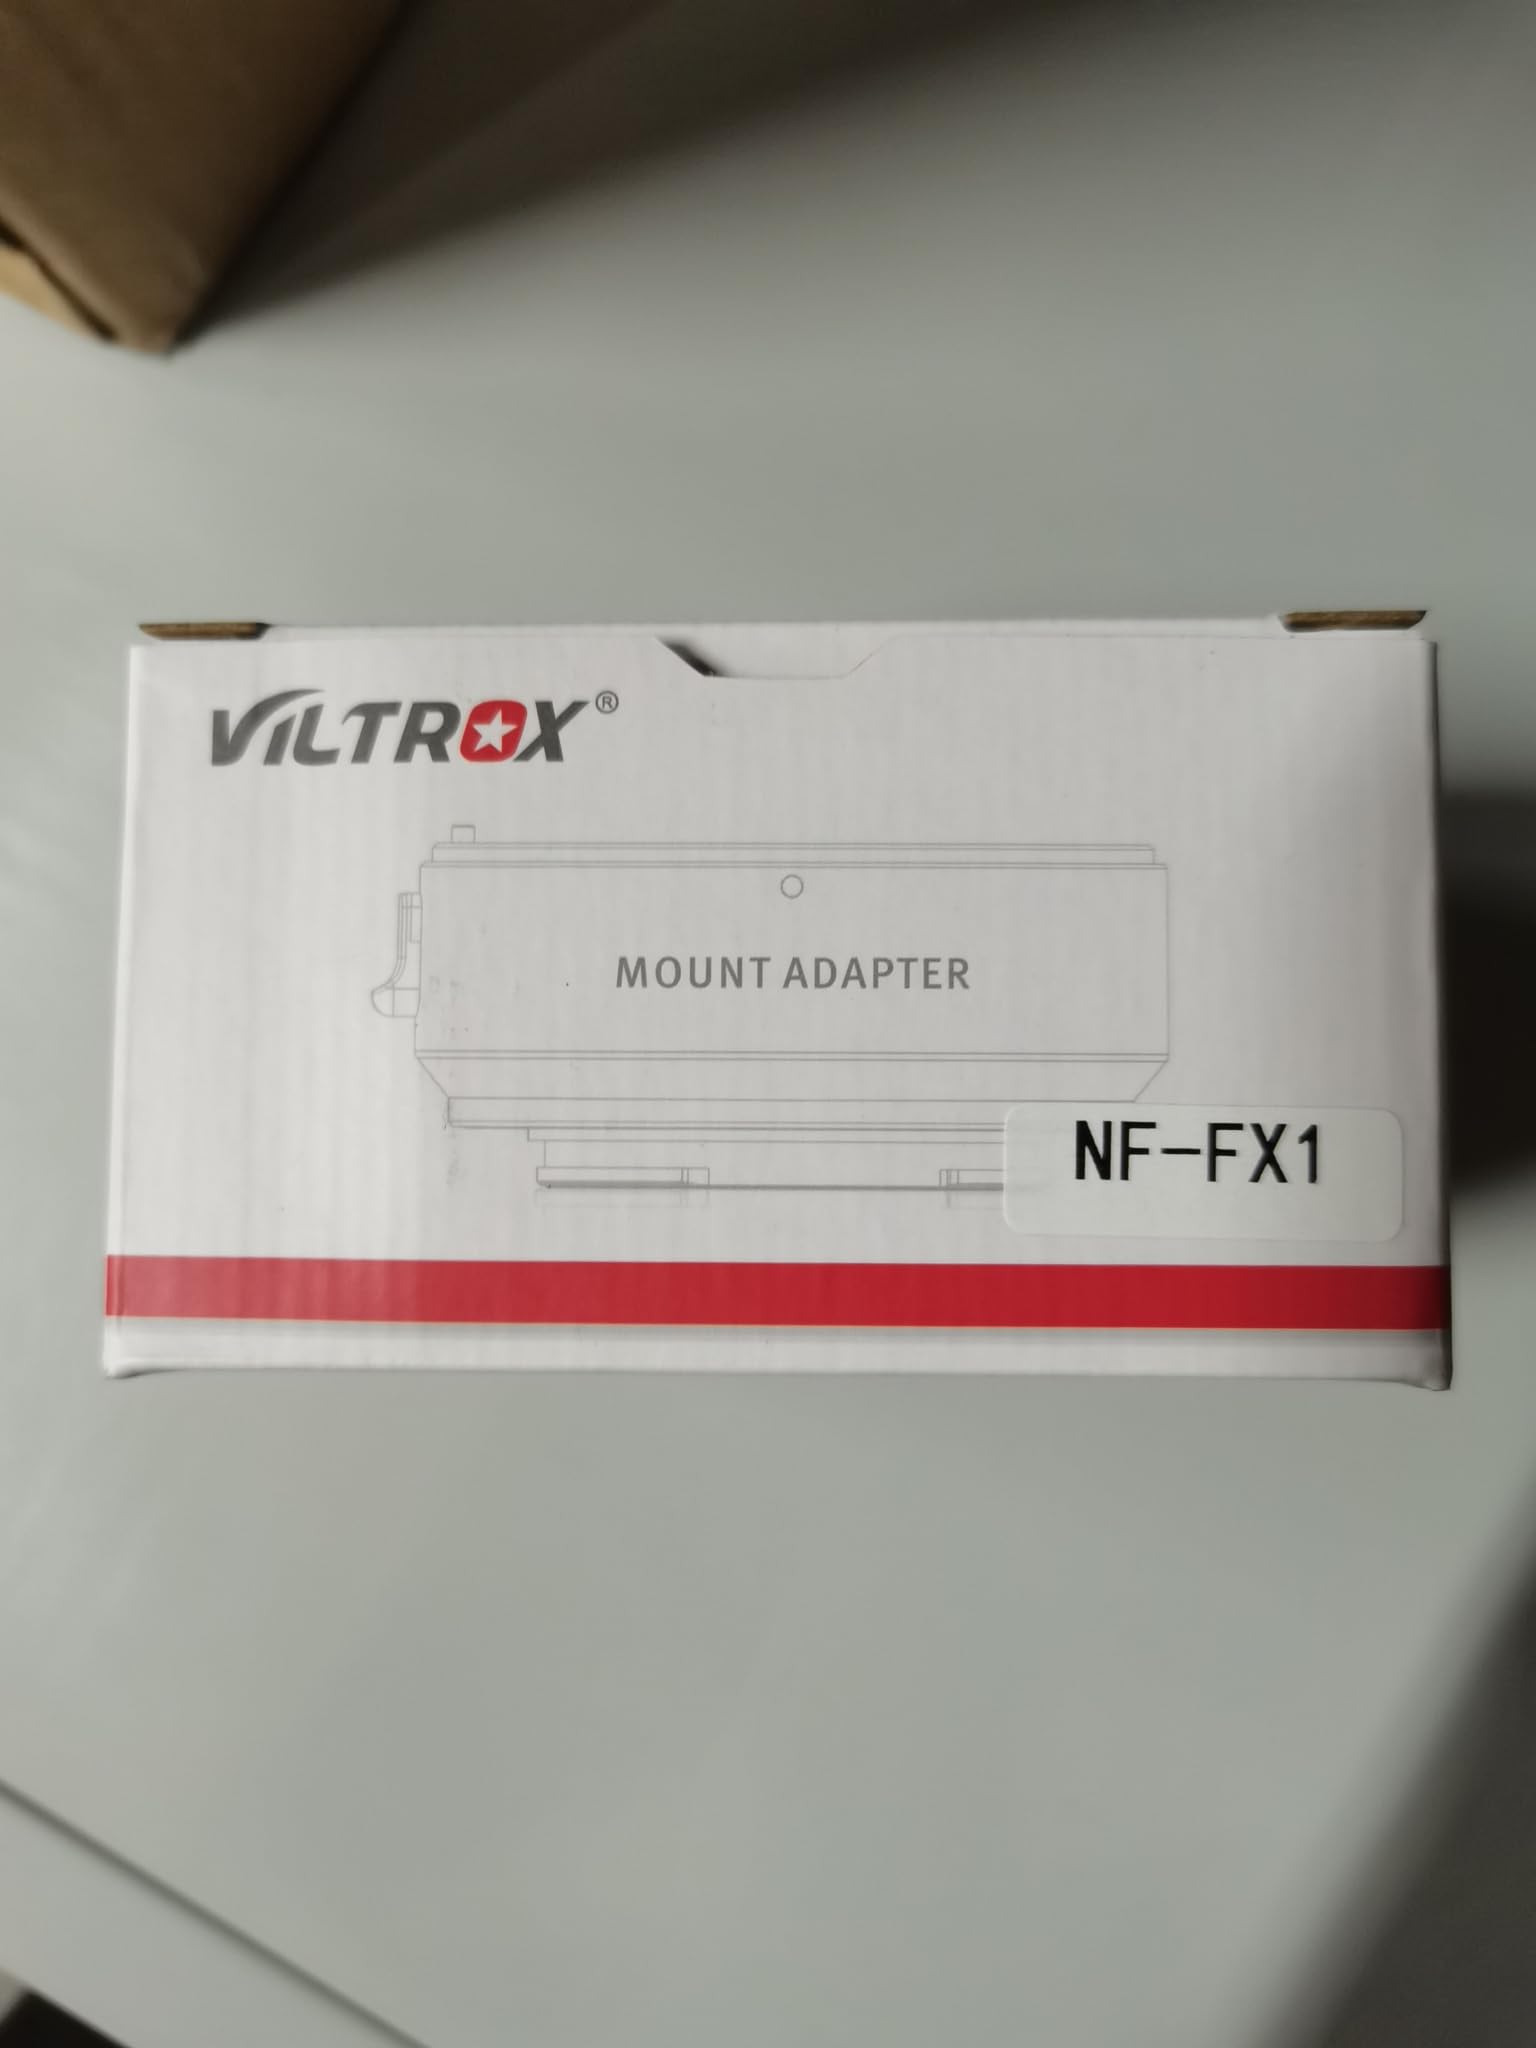 VILTROX®
MOUNT ADAPTER
NF-FX1